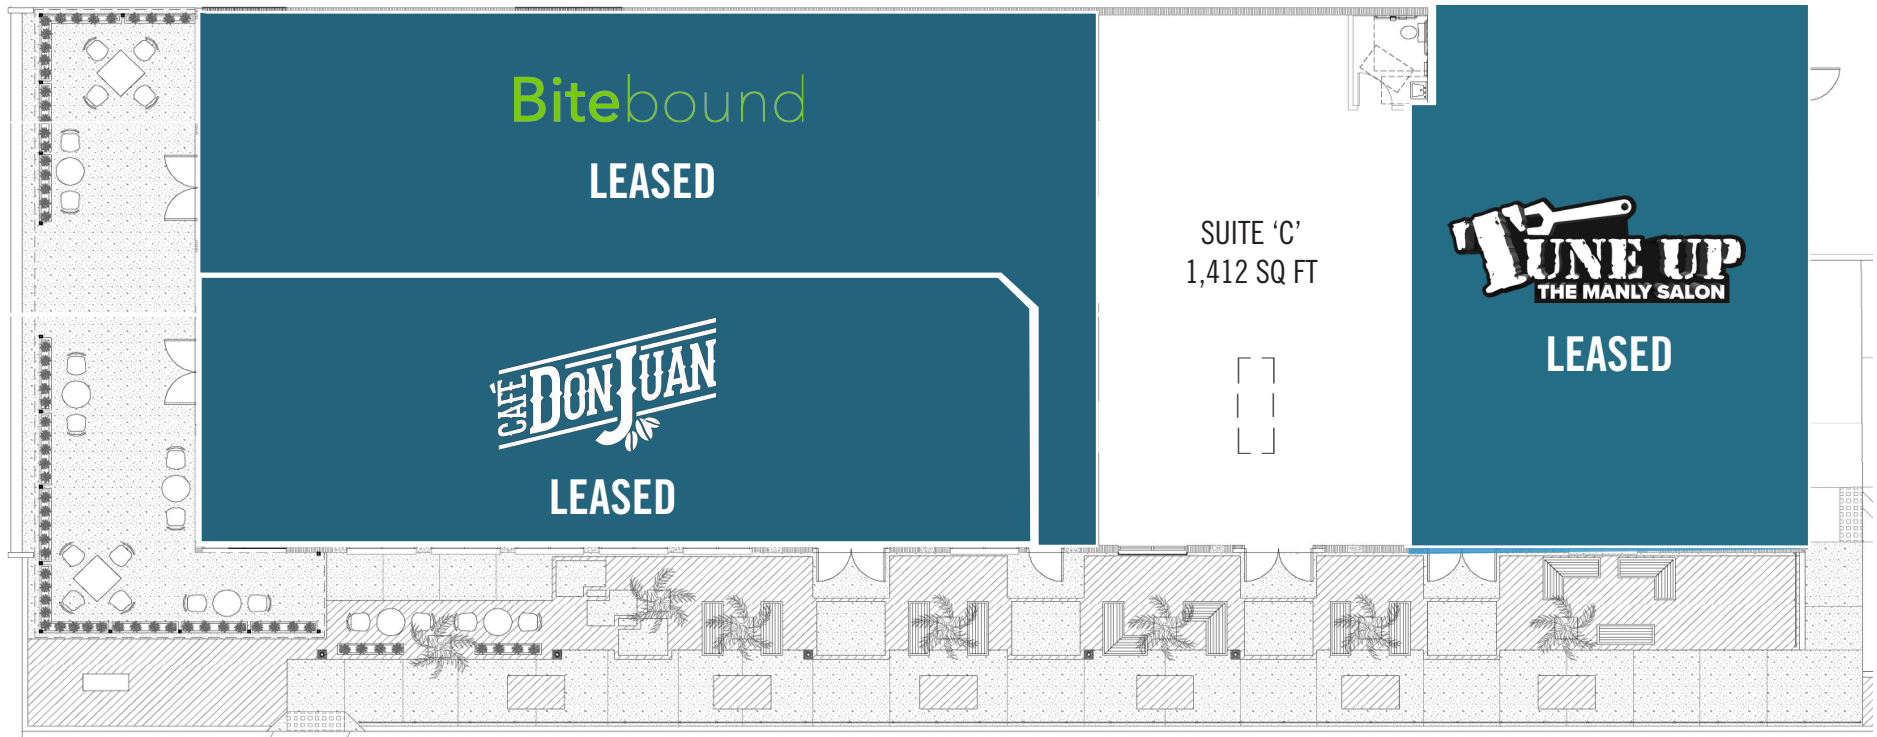 Bitebound
LEASED
CAFÉ DON JUAN
LEASED
SUITE ‘C’
1,412 SQ FT
TUNE UP
THE MANLY SALON
LEASED